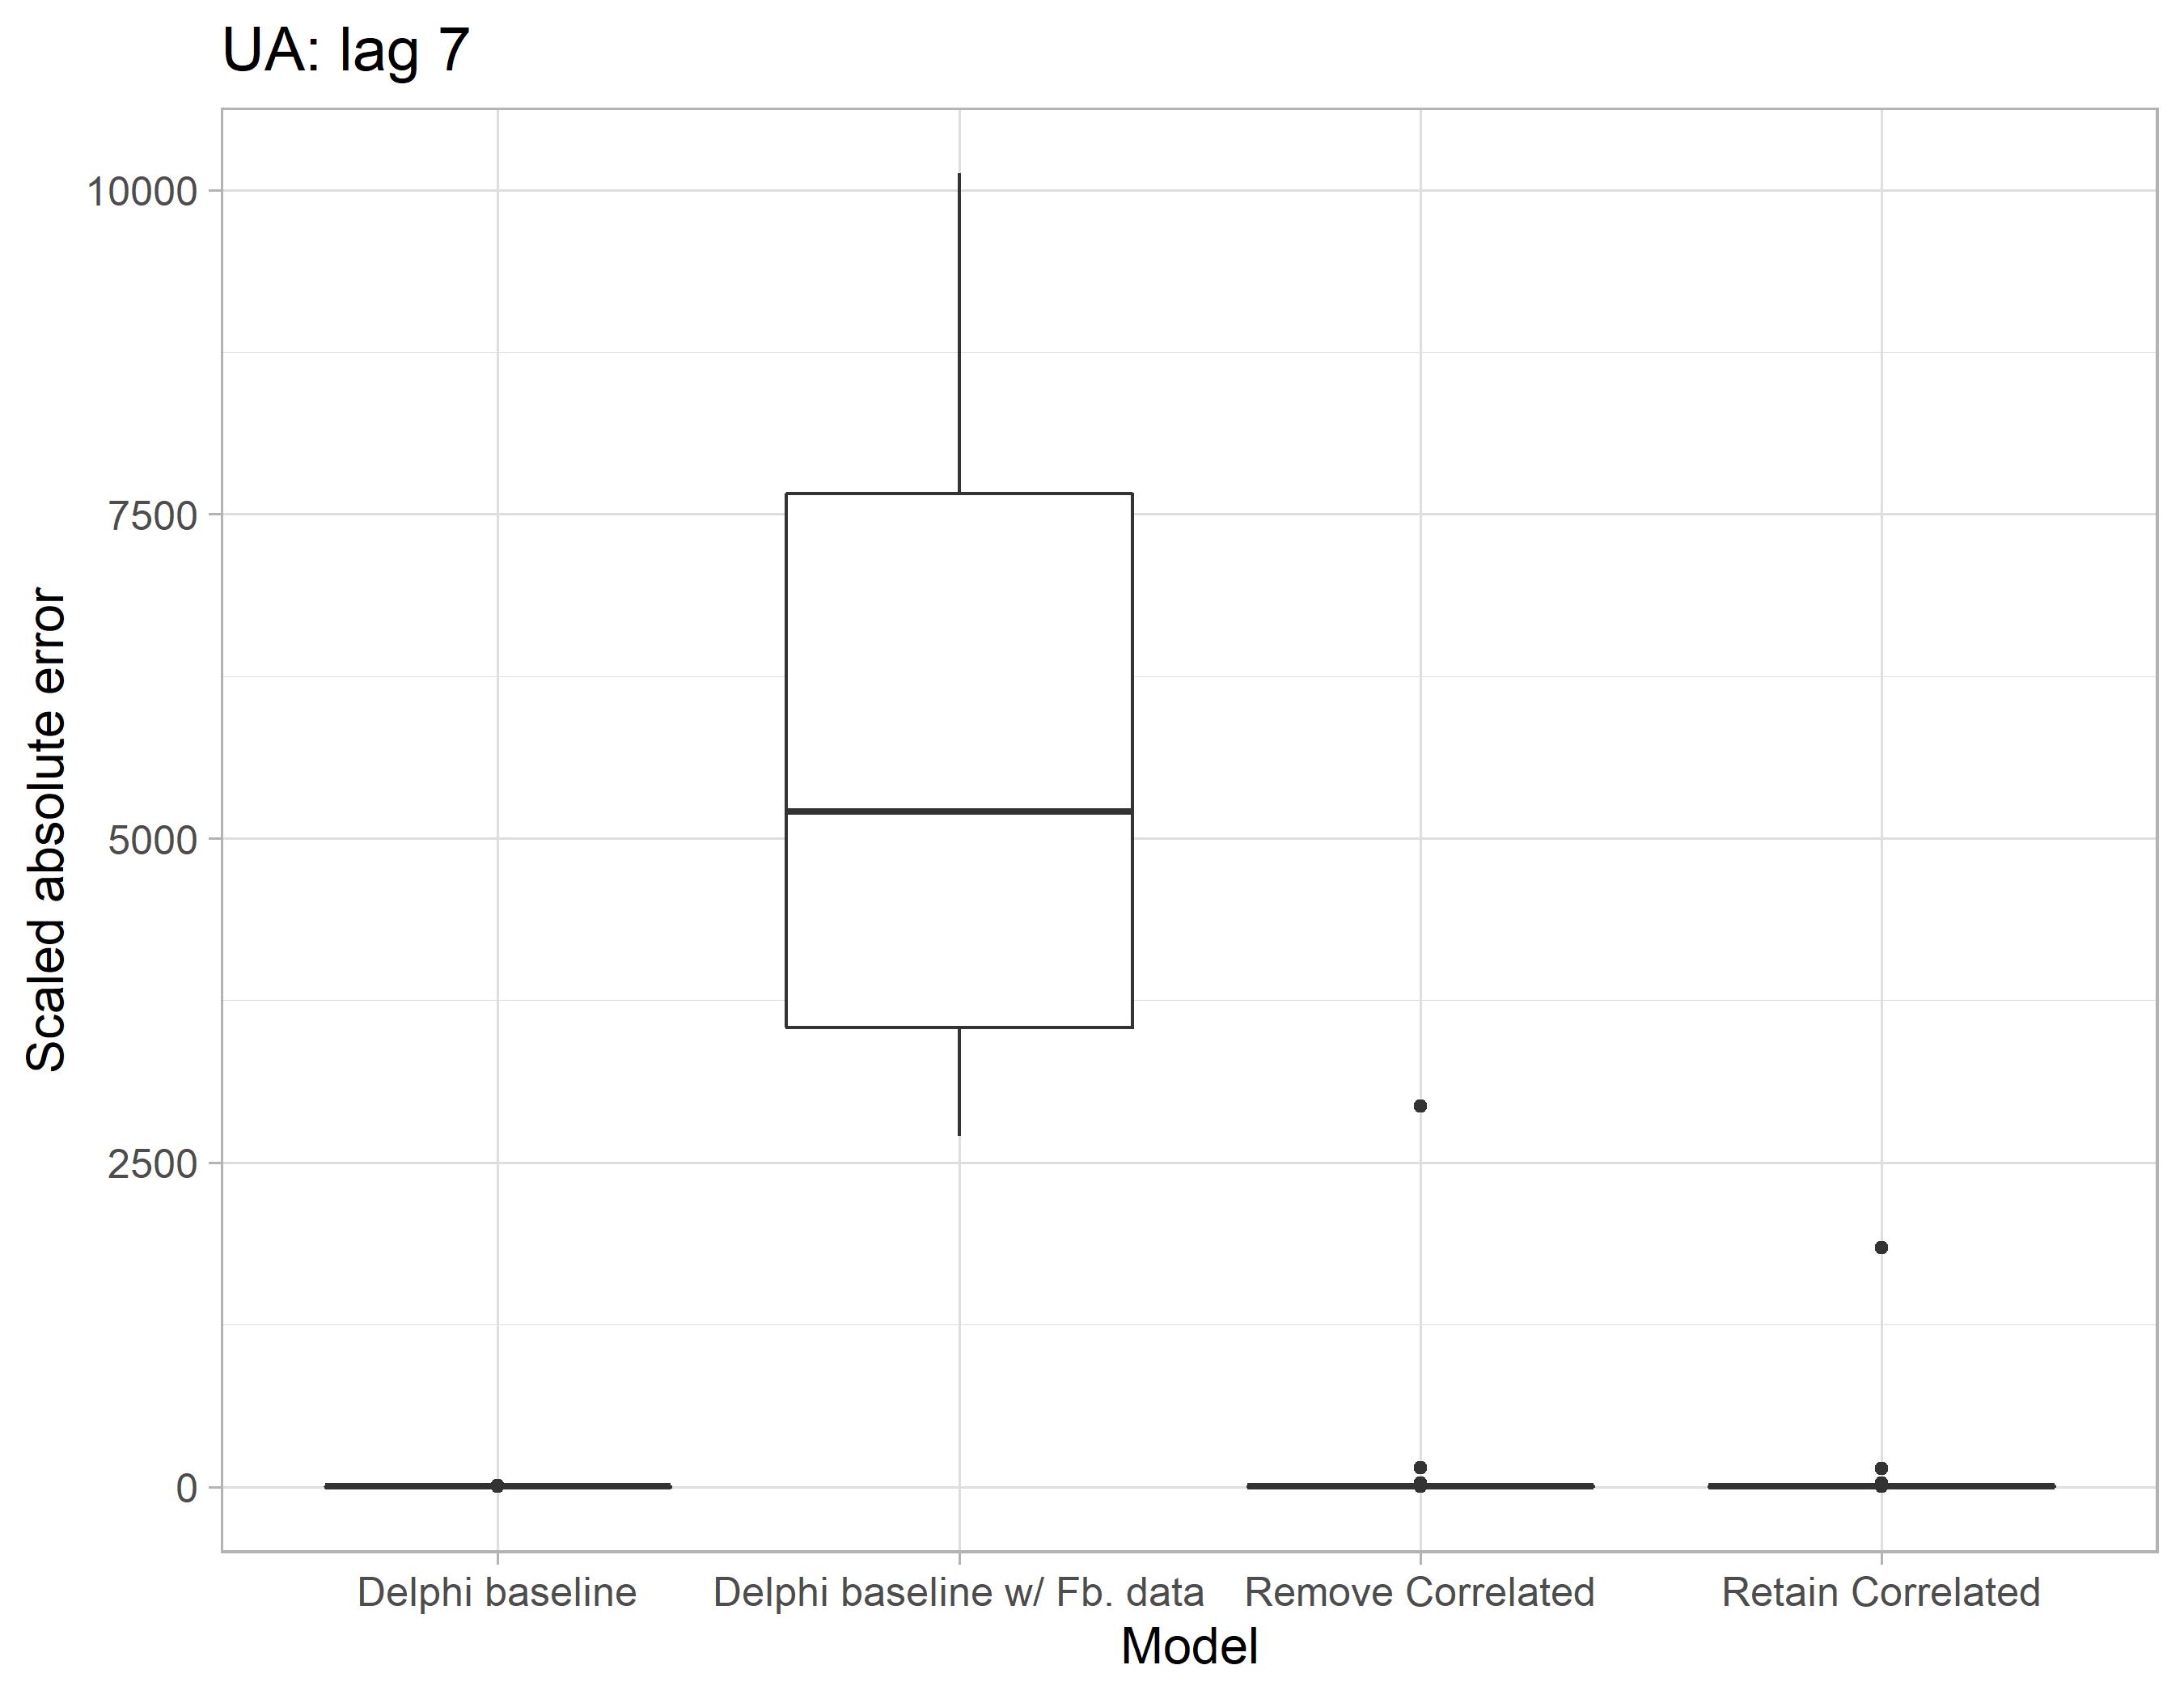 UA: lag 7
Scaled absolute error
10000
7500
5000
2500
0
Delphi baseline
Delphi baseline w/ Fb. data
Remove Correlated
Retain Correlated
Model